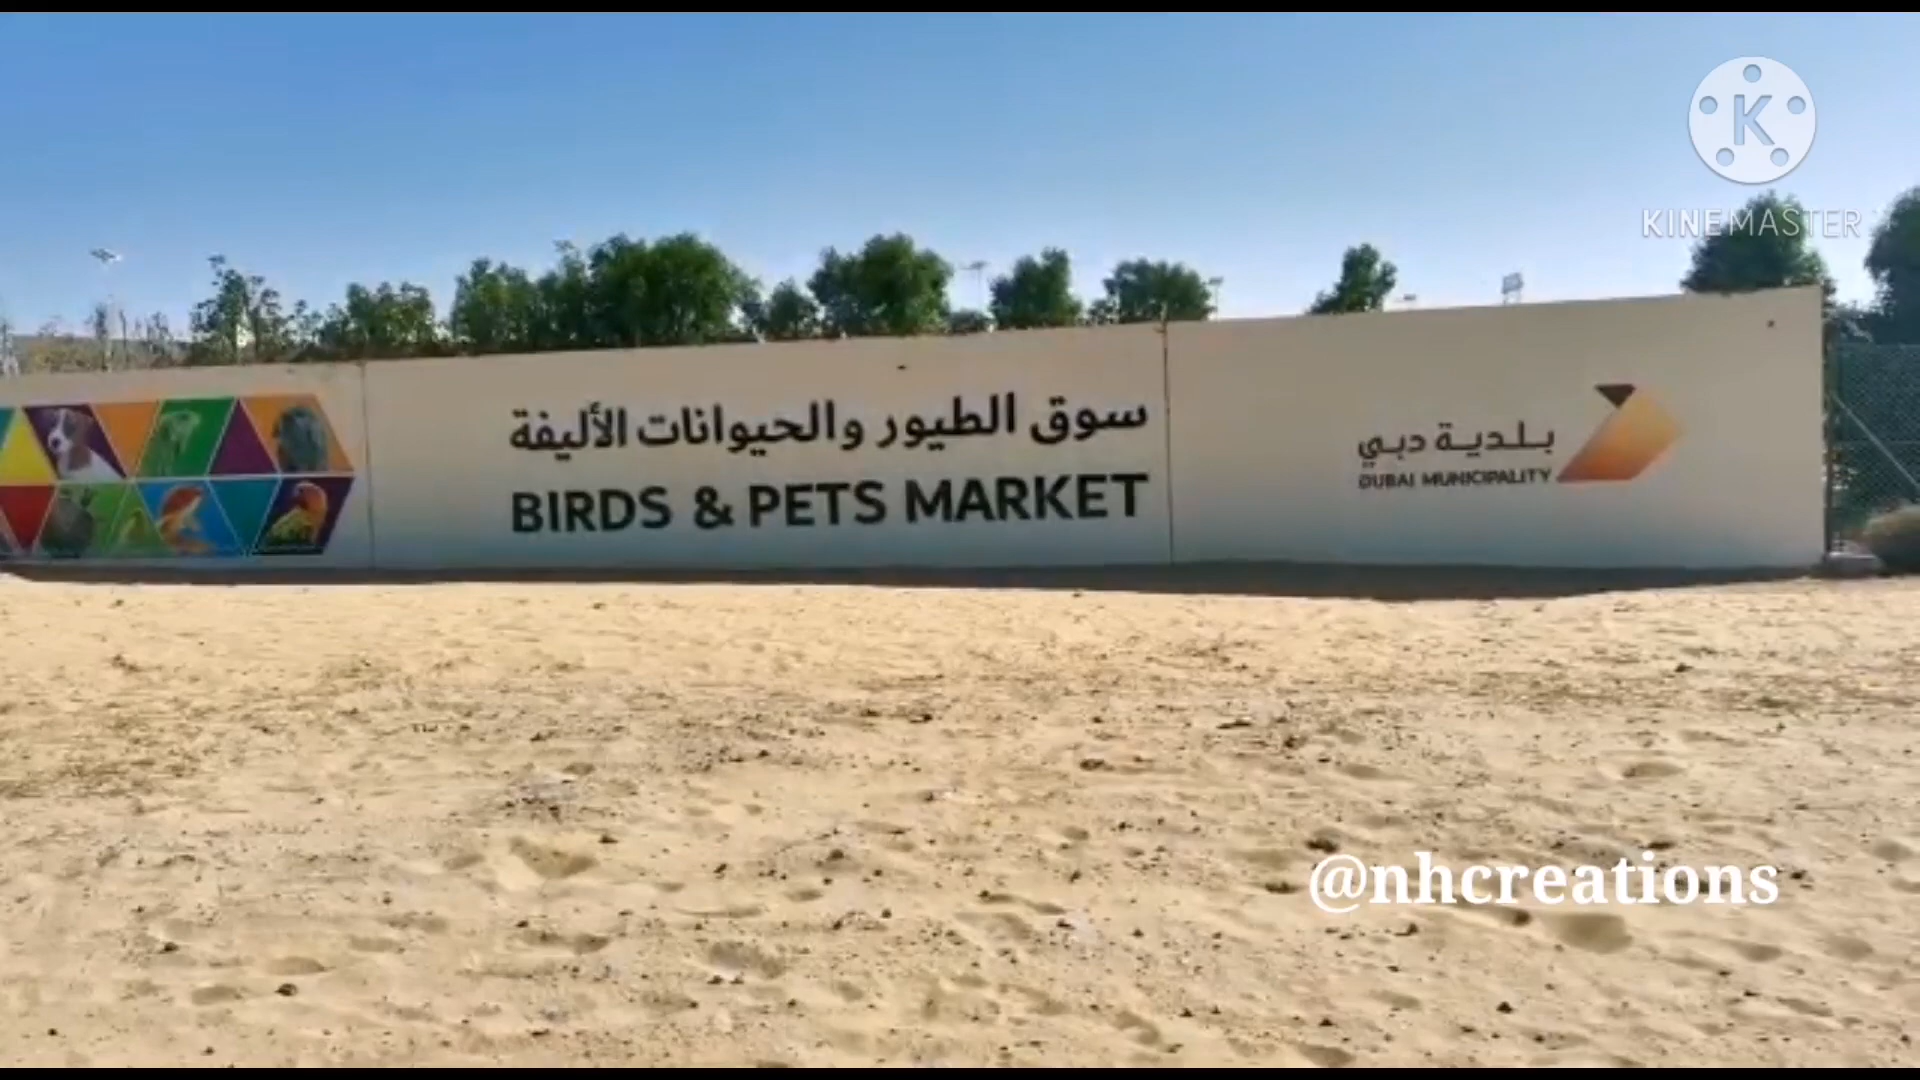 K
KINEMASTER
سوق الطيور والحيوانات الأليفة
BIRDS & PETS MARKET
بلدية دبي
DUBAI MUNICIPALITY
@nhcreations